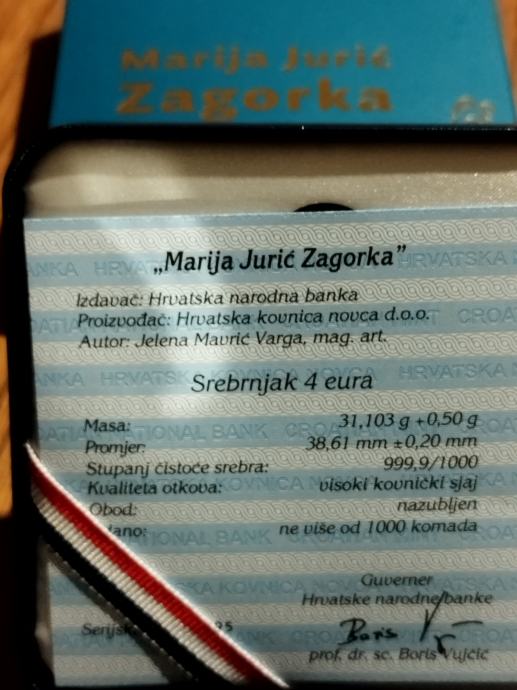 Marija Jurić
Zagorka
„Marija Jurić Zagorka”
Izdavač: Hrvatska narodna banka
Proizvođač: Hrvatska kovnica novca d.o.o.
Autor: Jelena Mavrić Varga, mag. art.
Srebrnjak 4 eura
Masa: 31,103 g +0,50 g
Promjer: 38,61 mm ±0,20 mm
Stupanj čistoće srebra: 999,9/1000
Kvaliteta otkova: visoki kovnički sjaj
Obod: nazubljen
ne više od 1000 komada
Guverner
Hrvatske narodne banke
Boris
prof. dr. sc. Boris Vujčić